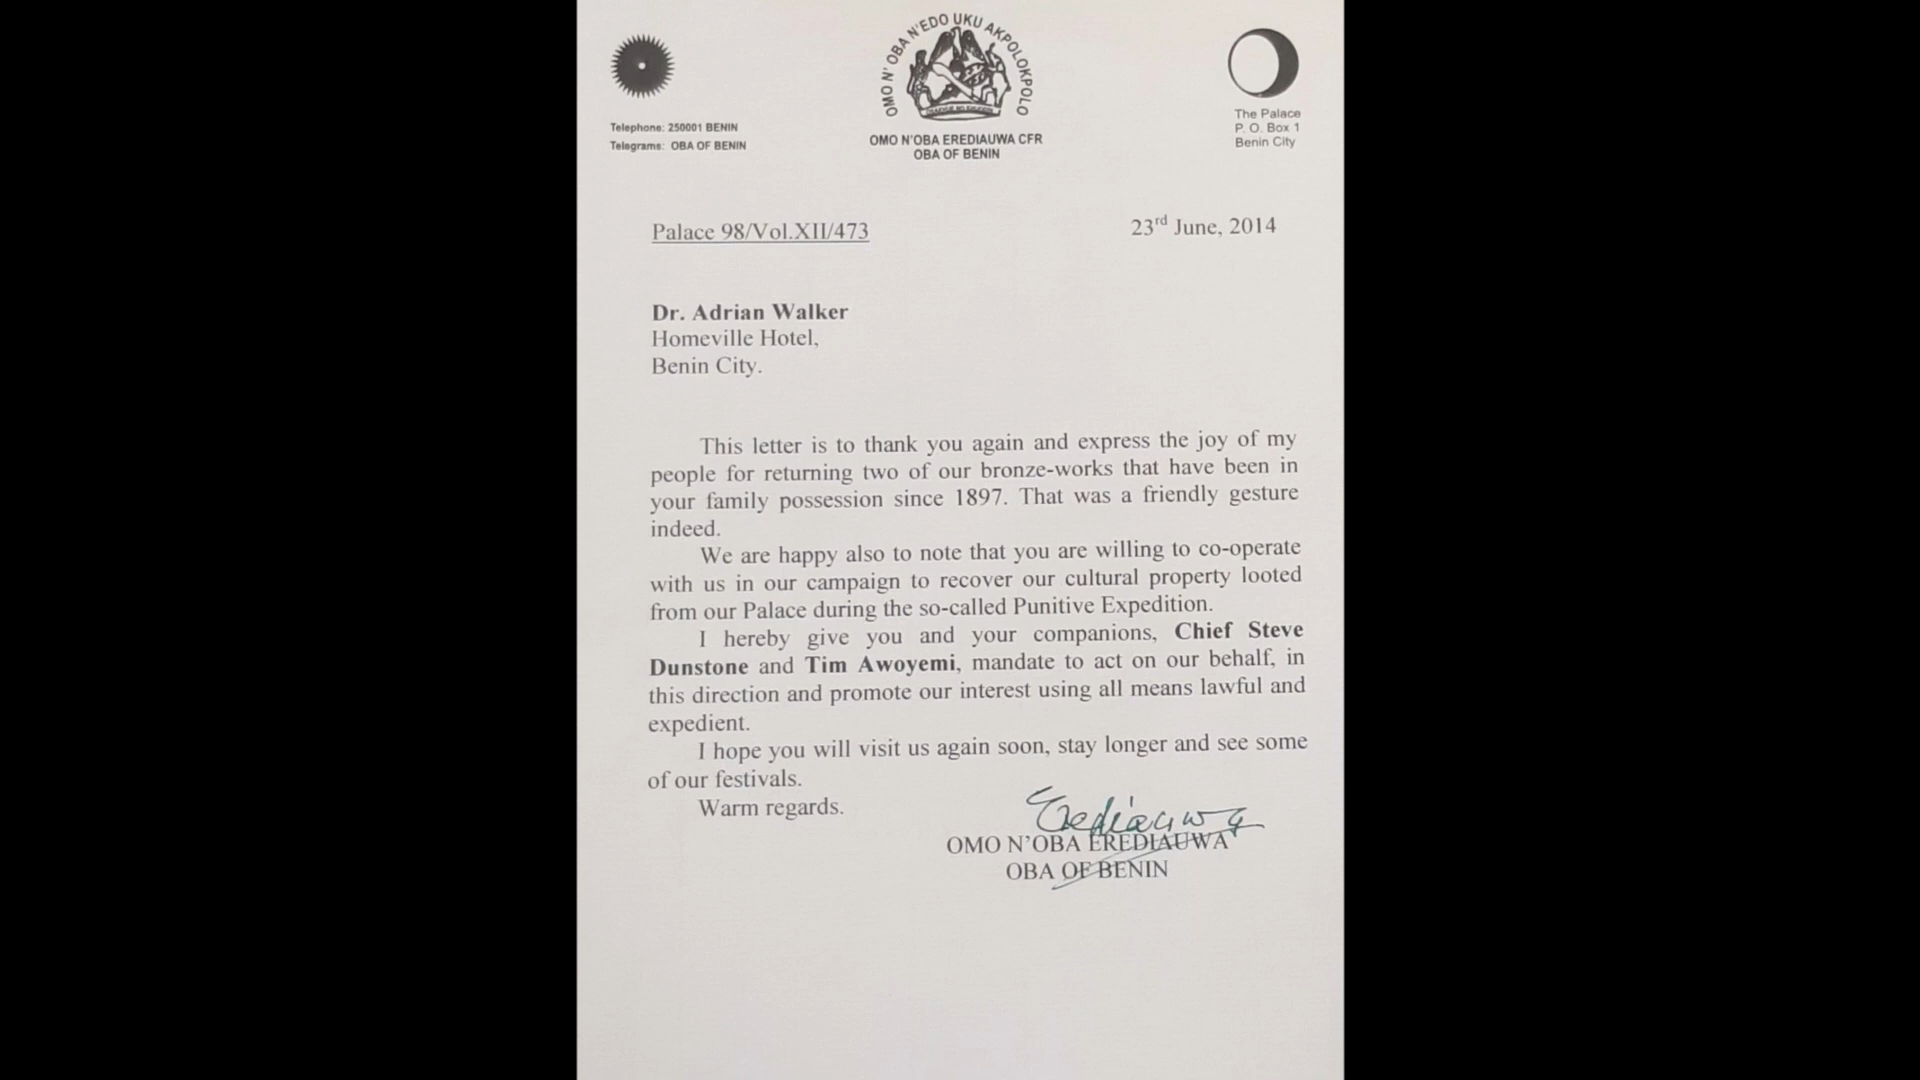 OMO N' OBA N'EDO UKU AKPOLOKPOLO
Telephone: 250001 BENIN
Telegrams: OBA OF BENIN
OMO N'OBA EREDIAUWA CFR
OBA OF BENIN
The Palace
P. O. Box 1
Benin City
Palace 98/Vol.XII/473
23rd June, 2014
Dr. Adrian Walker
Homeville Hotel,
Benin City.
This letter is to thank you again and express the joy of my
people for returning two of our bronze-works that have been in
your family possession since 1897. That was a friendly gesture
indeed.
We are happy also to note that you are willing to co-operate
with us in our campaign to recover our cultural property looted
from our Palace during the so-called Punitive Expedition.
I hereby give you and your companions, Chief Steve
Dunstone and Tim Awoyemi, mandate to act on our behalf, in
this direction and promote our interest using all means lawful and
expedient.
I hope you will visit us again soon, stay longer and see some
of our festivals.
Warm regards.
Erediauwa
OMO N'OBA EREDIAUWA
OBA OF BENIN